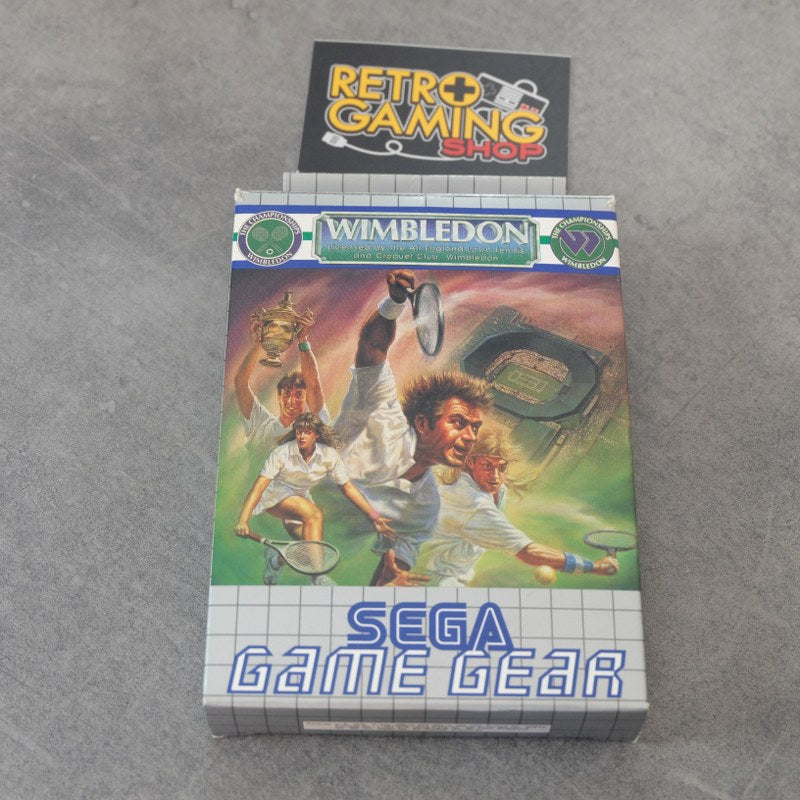 RETRO
GAMING
SHOP
THE CHAMPIONSHIPS
WIMBLEDON
WIMBLEDON
Licensed by The All England Lawn Tennis
and Croquet Club, Wimbledon
THE CHAMPIONSHIPS
WIMBLEDON
SEGA
GAME GEAR